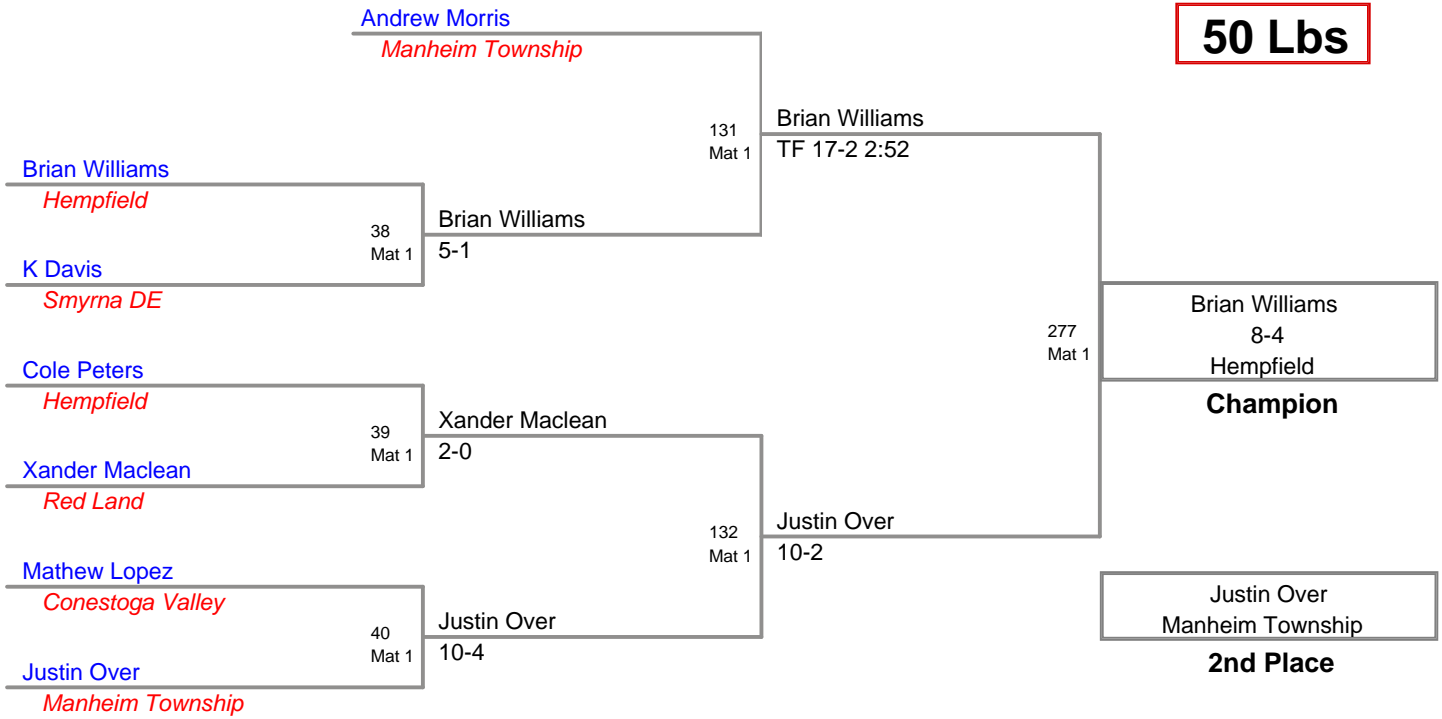 Andrew Morris
Manheim Township
50 Lbs
131
Mat 1
Brian Williams
TF 17-2 2:52
Brian Williams
Hempfield
38
Mat 1
Brian Williams
5-1
K Davis
Smyrna DE
277
Mat 1
Brian Williams
8-4
Hempfield
Champion
Cole Peters
Hempfield
39
Mat 1
Xander Maclean
2-0
Xander Maclean
Red Land
132
Mat 1
Justin Over
10-2
Mathew Lopez
Conestoga Valley
40
Mat 1
Justin Over
10-4
Justin Over
Manheim Township
Justin Over
Manheim Township
2nd Place